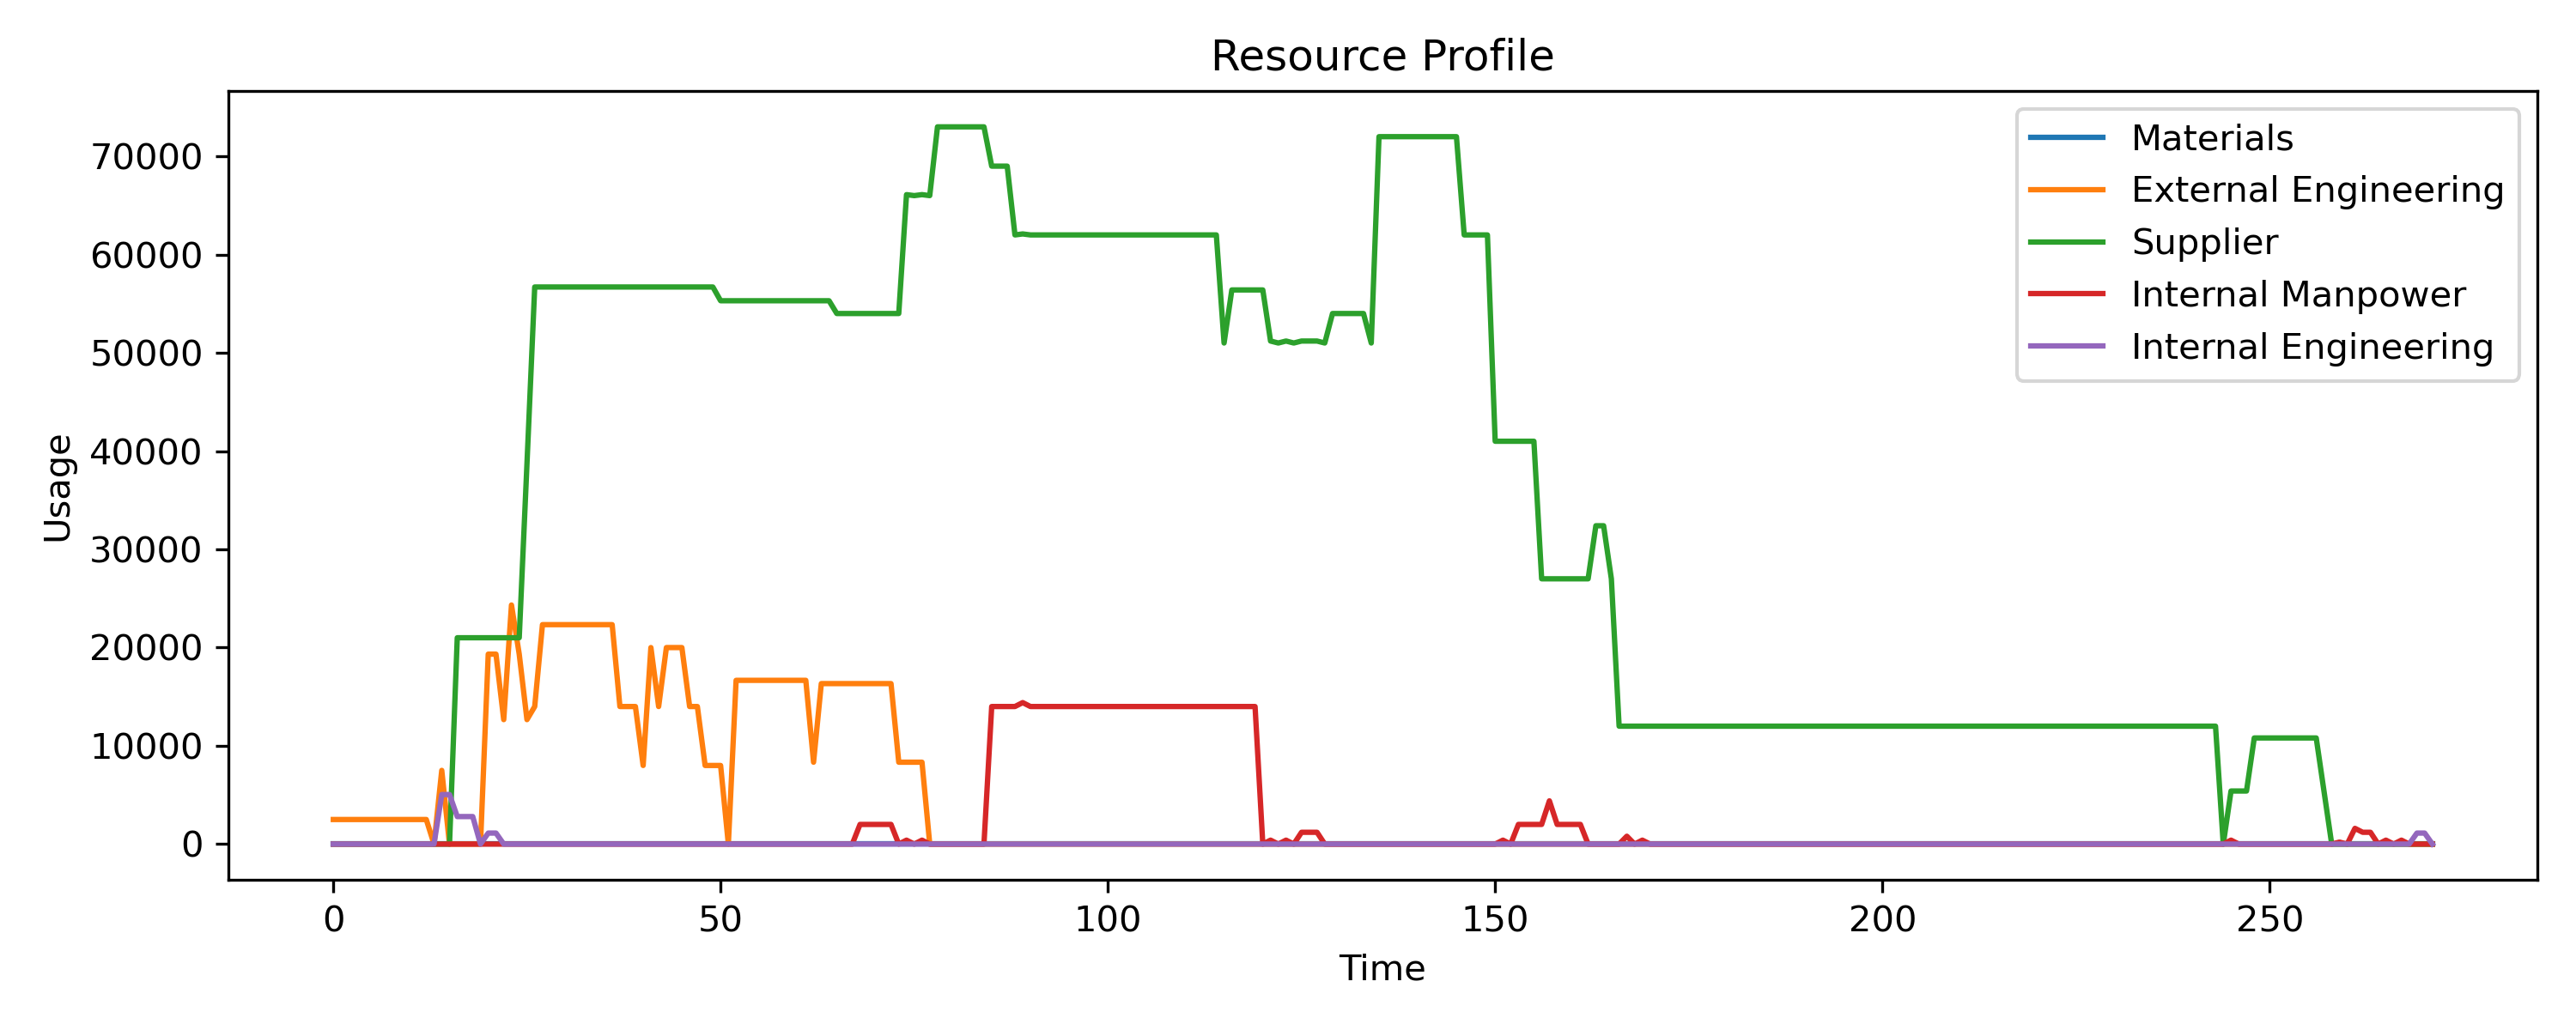 Resource Profile
70000
60000
50000
40000
30000
20000
10000
0
Usage
Materials
External Engineering
Supplier
Internal Manpower
Internal Engineering
0 50 100 150 200 250
Time